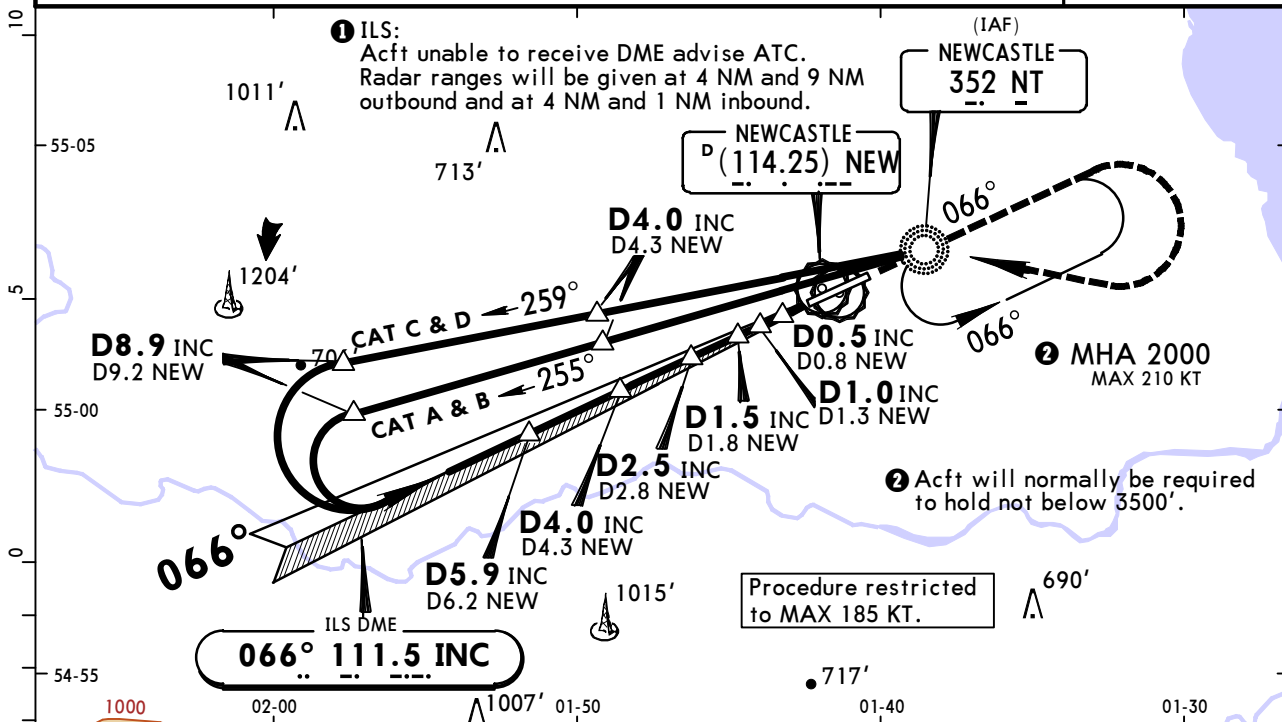 10
❶ ILS:
Acft unable to receive DME advise ATC.
Radar ranges will be given at 4 NM and 9 NM
outbound and at 4 NM and 1 NM inbound.
(IAF)
NEWCASTLE
352 NT
1011'
713'
55-05
NEWCASTLE
D (114.25) NEW
066°
D4.0 INC
D4.3 NEW
1204'
5
CAT C & D
259°
D8.9 INC
D9.2 NEW
CAT A & B
255°
D0.5 INC
D0.8 NEW
066°
❷ MHA 2000
MAX 210 KT
D1.0 INC
D1.3 NEW
55-00
D1.5 INC
D1.8 NEW
D2.5 INC
D2.8 NEW
❷ Acft will normally be required
to hold not below 3500'.
D4.0 INC
D4.3 NEW
066°
0
D5.9 INC
D6.2 NEW
1015'
Procedure restricted
to MAX 185 KT.
690'
ILS DME
066° 111.5 INC
54-55
717'
1007'
1000
02-00
01-50
01-40
01-30